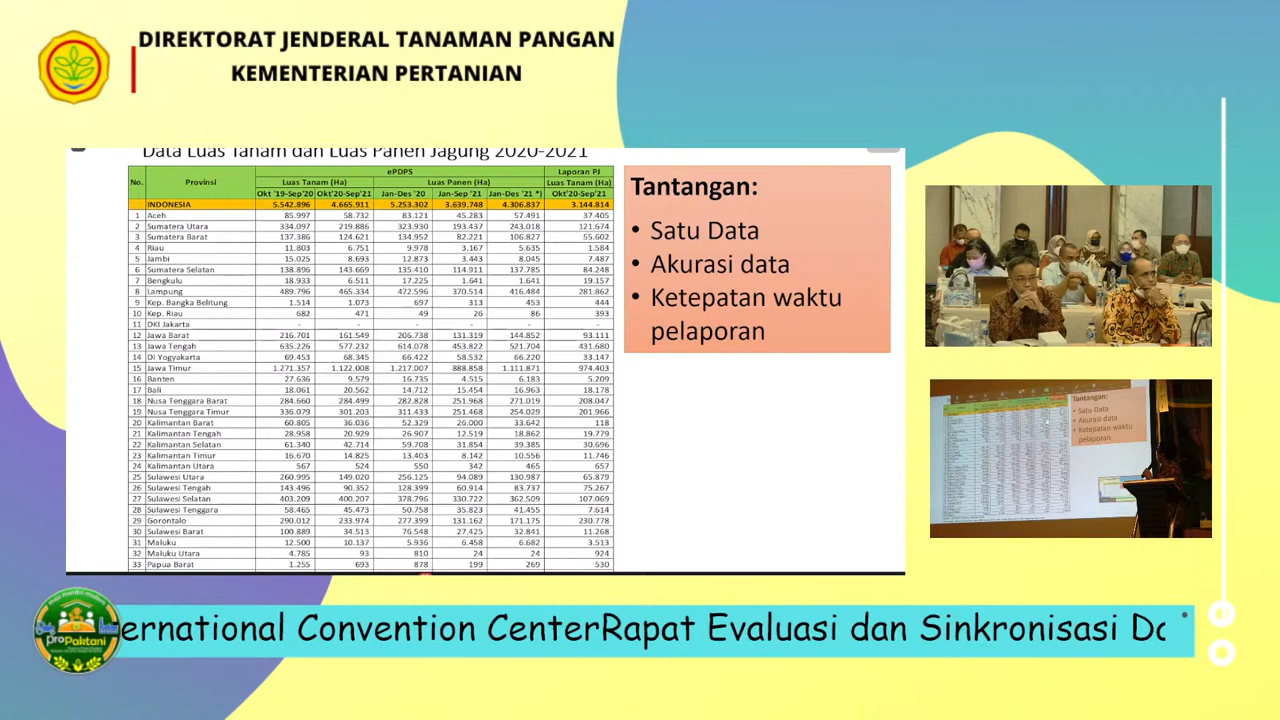 DIREKTORAT JENDERAL TANAMAN PANGAN
KEMENTERIAN PERTANIAN
Data Luas Tanam dan Luas Panen Jagung 2020-2021
No. Provinsi ePDPS Laporan PJ
Luas Tanam (Ha) Luas Panen (Ha) Luas Tanam (Ha)
Okt '19-Sep'20 Okt'20-Sep'21 Jan-Des '20 Jan-Sep '21 Jan-Des '21 *) Okt'20-Sep'21
INDONESIA 5.542.896 4.665.911 5.253.302 3.639.748 4.306.837 3.144.814
1 Aceh 85.997 58.732 83.121 45.283 57.491 37.405
2 Sumatera Utara 334.097 219.886 323.930 193.437 243.018 121.674
3 Sumatera Barat 137.386 124.621 134.952 82.221 106.827 55.602
4 Riau 11.803 6.751 9.978 3.167 5.635 1.584
5 Jambi 15.025 8.693 12.873 3.443 8.045 7.487
6 Sumatera Selatan 138.896 143.669 135.410 114.911 137.785 84.248
7 Bengkulu 18.933 6.511 17.225 1.641 1.641 19.157
8 Lampung 489.796 465.334 472.596 370.514 416.484 281.862
9 Kep. Bangka Belitung 1.514 1.073 697 313 453 444
10 Kep. Riau 682 471 49 26 86 393
11 DKI Jakarta - - - - - -
12 Jawa Barat 216.701 161.549 206.738 131.319 144.852 93.111
13 Jawa Tengah 635.226 577.232 614.078 453.822 521.704 431.680
14 DI Yogyakarta 69.453 68.345 66.422 58.532 66.220 33.147
15 Jawa Timur 1.271.357 1.122.008 1.217.007 888.858 1.111.871 974.403
16 Banten 27.636 9.579 16.735 4.515 6.183 5.209
17 Bali 18.061 20.562 14.712 15.454 16.963 18.178
18 Nusa Tenggara Barat 284.660 284.499 282.828 251.968 271.019 208.047
19 Nusa Tenggara Timur 336.079 301.203 311.433 251.468 254.029 201.966
20 Kalimantan Barat 60.805 36.036 52.329 26.000 33.642 118
21 Kalimantan Tengah 28.958 20.929 26.907 12.519 18.862 19.779
22 Kalimantan Selatan 61.340 42.714 59.708 31.854 39.385 30.696
23 Kalimantan Timur 16.670 14.825 13.403 8.142 10.556 11.746
24 Kalimantan Utara 567 524 550 342 465 657
25 Sulawesi Utara 260.995 149.020 256.125 94.089 130.987 65.879
26 Sulawesi Tengah 143.496 90.352 128.399 60.914 83.737 75.267
27 Sulawesi Selatan 403.209 400.207 378.796 330.722 362.509 107.069
28 Sulawesi Tenggara 58.465 45.473 50.758 35.823 41.455 7.614
29 Gorontalo 290.012 233.974 277.399 131.162 171.175 230.778
30 Sulawesi Barat 100.889 34.513 76.548 27.425 32.841 11.268
31 Maluku 12.500 10.137 5.936 6.458 6.682 3.513
32 Maluku Utara 4.785 93 810 24 24 924
33 Papua Barat 1.255 693 878 199 269 530
Tantangan:
• Satu Data
• Akurasi data
• Ketepatan waktu
pelaporan
Tantangan:
• Satu Data
• Akurasi data
• Ketepatan waktu
pelaporan
proPaktani
ernational Convention CenterRapat Evaluasi dan Sinkronisasi Da